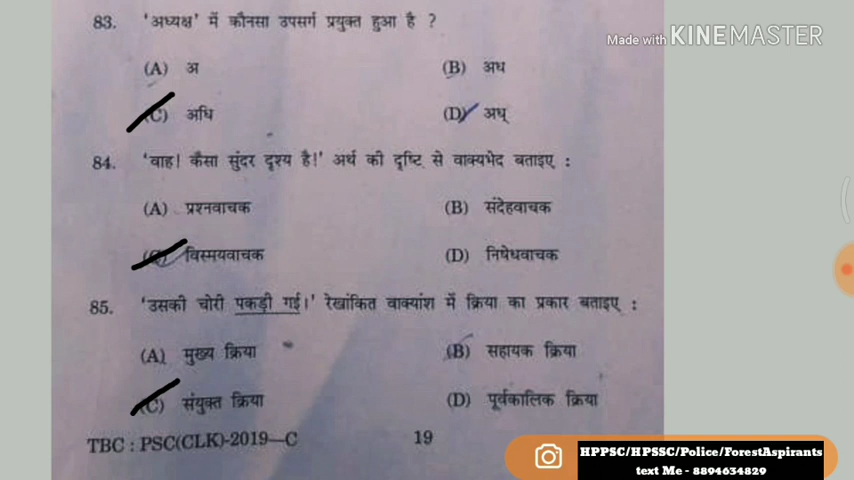 83. 'अध्यक्ष' में कौनसा उपसर्ग प्रयुक्त हुआ है ?
Made with KINEMASTER
(A) अ (B) अध
(C) अधि (D) अध्
84. 'वाह! कैसा सुंदर दृश्य है!' अर्थ की दृष्टि से वाक्यभेद बताइए :
(A) प्रश्नवाचक (B) संदेहवाचक
(C) विस्मयवाचक (D) निषेधवाचक
85. 'उसकी चोरी पकड़ी गई।' रेखांकित वाक्यांश में क्रिया का प्रकार बताइए :
(A) मुख्य क्रिया (B) सहायक क्रिया
(C) संयुक्त क्रिया (D) पूर्वकालिक क्रिया
TBC : PSC(CLK)-2019—C 19
HPPSC/HPSSC/Police/ForestAspirants
text Me - 8894634829